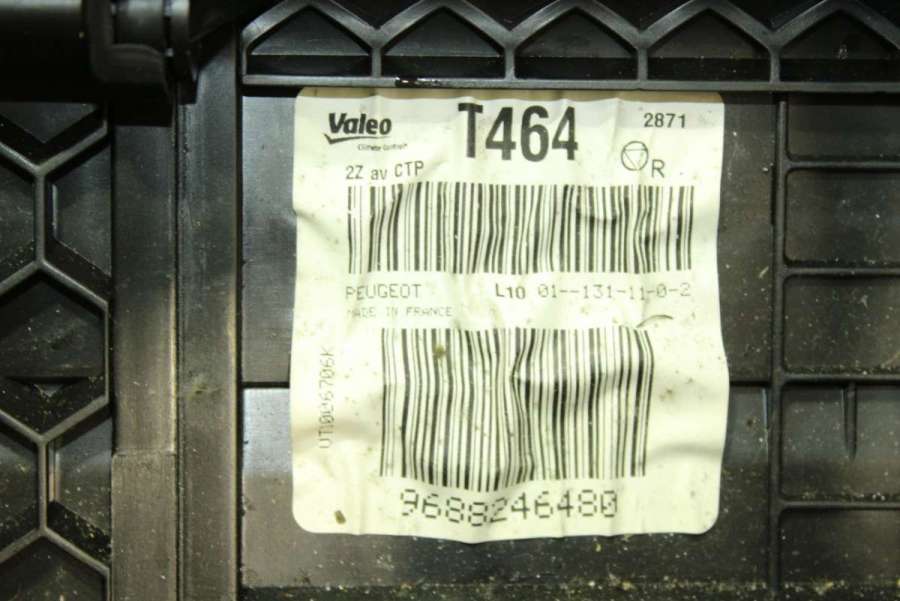 Valeo
Climate Control
T464
2871
R
2Z av CTP
PEUGEOT
L10 01--131-11-0-2
MADE IN FRANCE
UT006706K
9688246480